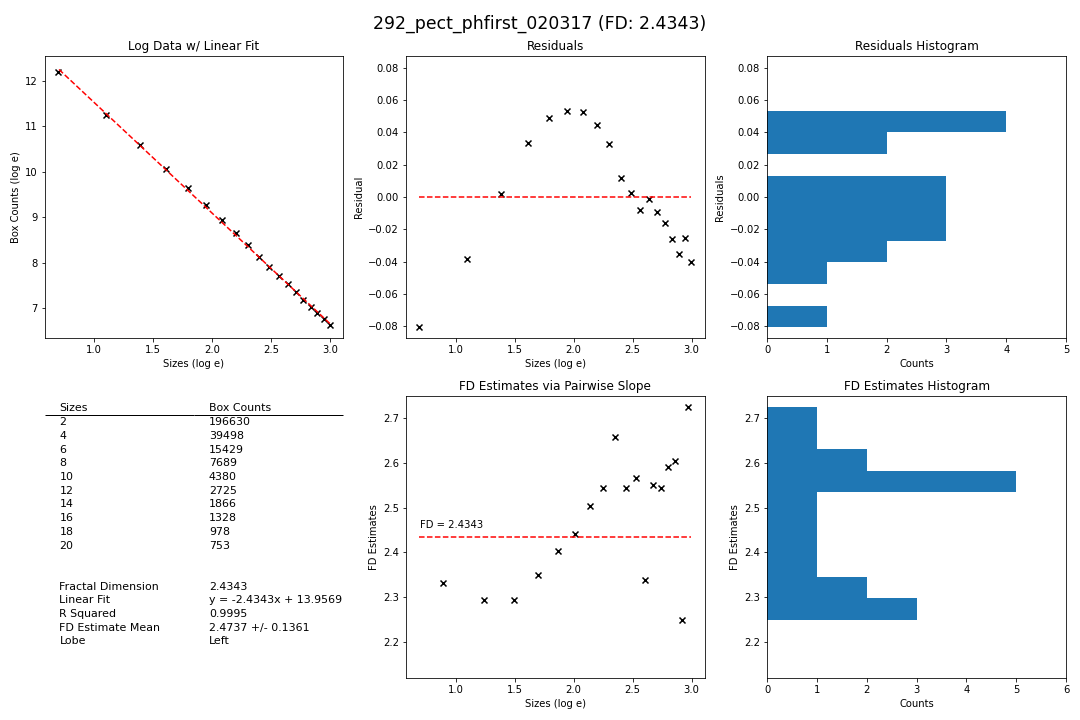 292_pect_phfirst_020317 (FD: 2.4343)
Log Data w/ Linear Fit
12
11
10
9
8
7
Box Counts (log e)
1.0 1.5 2.0 2.5 3.0
Sizes (log e)
Residuals
0.08
0.06
0.04
0.02
0.00
−0.02
−0.04
−0.06
−0.08
Residual
1.0 1.5 2.0 2.5 3.0
Sizes (log e)
Residuals Histogram
0.08
0.06
0.04
0.02
0.00
−0.02
−0.04
−0.06
−0.08
Residuals
0 1 2 3 4 5
Counts
Sizes Box Counts
2 196630
4 39498
6 15429
8 7689
10 4380
12 2725
14 1866
16 1328
18 978
20 753
Fractal Dimension 2.4343
Linear Fit y = -2.4343x + 13.9569
R Squared 0.9995
FD Estimate Mean 2.4737 +/- 0.1361
Lobe Left
FD Estimates via Pairwise Slope
2.7
2.6
2.5
2.4
2.3
2.2
FD Estimates
FD = 2.4343
1.0 1.5 2.0 2.5 3.0
Sizes (log e)
FD Estimates Histogram
2.7
2.6
2.5
2.4
2.3
2.2
FD Estimates
0 1 2 3 4 5 6
Counts